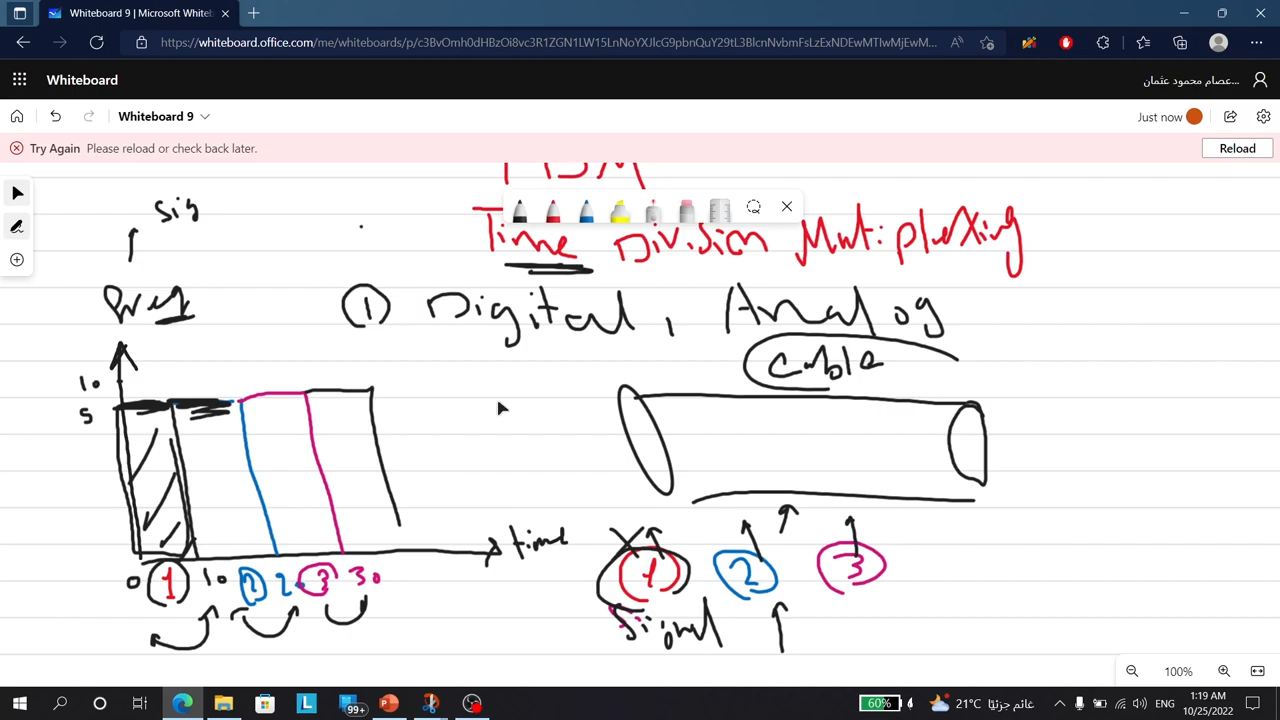 Whiteboard 9 | Microsoft Whiteb
https://whiteboard.office.com/me/whiteboards/p/c3BvOmh0dHBzOi8vc3R1ZGN1LW15LnNoYXJlcG9pbnQuY29tL3BlcnNvbmFsLzExNDEwMTIwMjEwM...
Whiteboard
عصام محمود عثمان...
Whiteboard 9
Just now
Try Again Please reload or check back later.
Reload
sig
Time Division Multiplexing
① Digital, Analog
cable
10
5
time
0 1 10 2 3 30
1 2 3
Signal
100%
99+
60%
21°C غائم جزئيًا
ENG
1:19 AM
10/25/2022